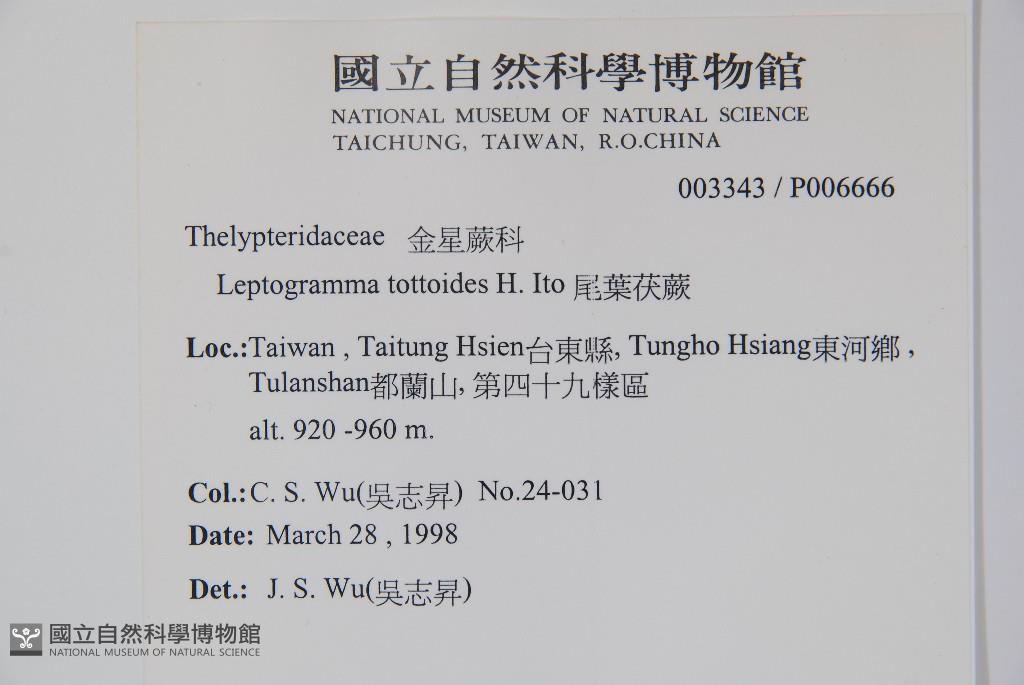 國立自然科學博物館
NATIONAL MUSEUM OF NATURAL SCIENCE
TAICHUNG, TAIWAN, R.O.CHINA
003343 / P006666
Thelypteridaceae 金星蕨科
Leptogramma tottoides H. Ito 尾葉茯蕨
Loc.:Taiwan , Taitung Hsien台東縣, Tungho Hsiang東河鄉 ,
Tulanshan都蘭山, 第四十九樣區
alt. 920 -960 m.
Col.:C. S. Wu(吳志昇) No.24-031
Date: March 28 , 1998
Det.: J. S. Wu(吳志昇)
國立自然科學博物館
NATIONAL MUSEUM OF NATURAL SCIENCE